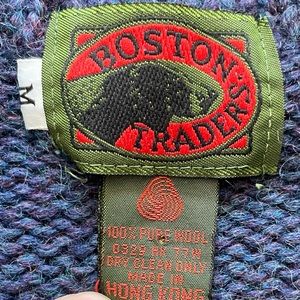 BOSTON
TRADERS
M
100% PURE WOOL
DRY CLEAN ONLY
MADE IN
HONG KONG